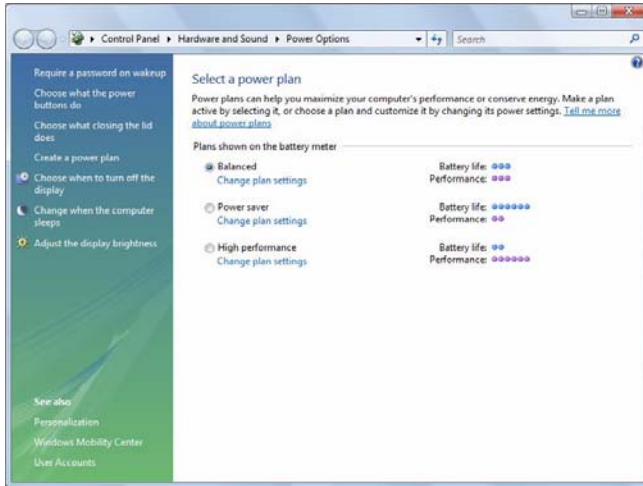 Control Panel ▸ Hardware and Sound ▸ Power Options
Search
Require a password on wakeup
Choose what the power
buttons do
Choose what closing the lid
does
Create a power plan
Choose when to turn off the
display
Change when the computer
sleeps
Adjust the display brightness
See also
Personalization
Windows Mobility Center
User Accounts
Select a power plan
Power plans can help you maximize your computer's performance or conserve energy. Make a plan
active by selecting it, or choose a plan and customize it by changing its power settings. Tell me more
about power plans
Plans shown on the battery meter
Balanced Battery life:
Change plan settings Performance:
Power saver Battery life:
Change plan settings Performance:
High performance Battery life:
Change plan settings Performance: